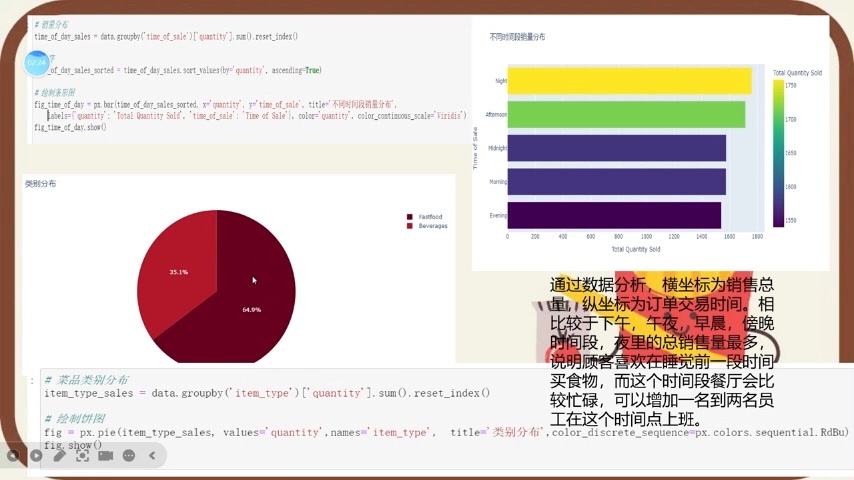 # 销量分布
time_of_day_sales = data.groupby('time_of_sale')['quantity'].sum().reset_index()
02:24
_of_day_sales_sorted = time_of_day_sales.sort_values(by='quantity', ascending=True)
# 绘制条形图
fig_time_of_day = px.bar(time_of_day_sales_sorted, x='quantity', y='time_of_sale', title='不同时间段销量分布',
labels={'quantity': 'Total Quantity Sold', 'time_of_sale': 'Time of Sale'}, color='quantity', color_continuous_scale='Viridis')
fig_time_of_day.show()
不同时间段销量分布
Total Quantity Sold
Night
Afternoon
Midnight
Morning
Evening
Time of Sale
1750
1700
1650
1600
1550
0 200 400 600 800 1000 1200 1400 1600 1800
Total Quantity Sold
类别分布
Fastfood
Beverages
35.1%
64.9%
通过数据分析，横坐标为销售总
量，纵坐标为订单交易时间。相
比较于下午，午夜，早晨，傍晚
时间段，夜里的总销售量最多，
说明顾客喜欢在睡觉前一段时间
买食物，而这个时间段餐厅会比
较忙碌，可以增加一名到两名员
工在这个时间点上班。
# 菜品类别分布
item_type_sales = data.groupby('item_type')['quantity'].sum().reset_index()
# 绘制饼图
fig = px.pie(item_type_sales, values='quantity',names='item_type', title='类别分布',color_discrete_sequence=px.colors.sequential.RdBu)
fig.show()